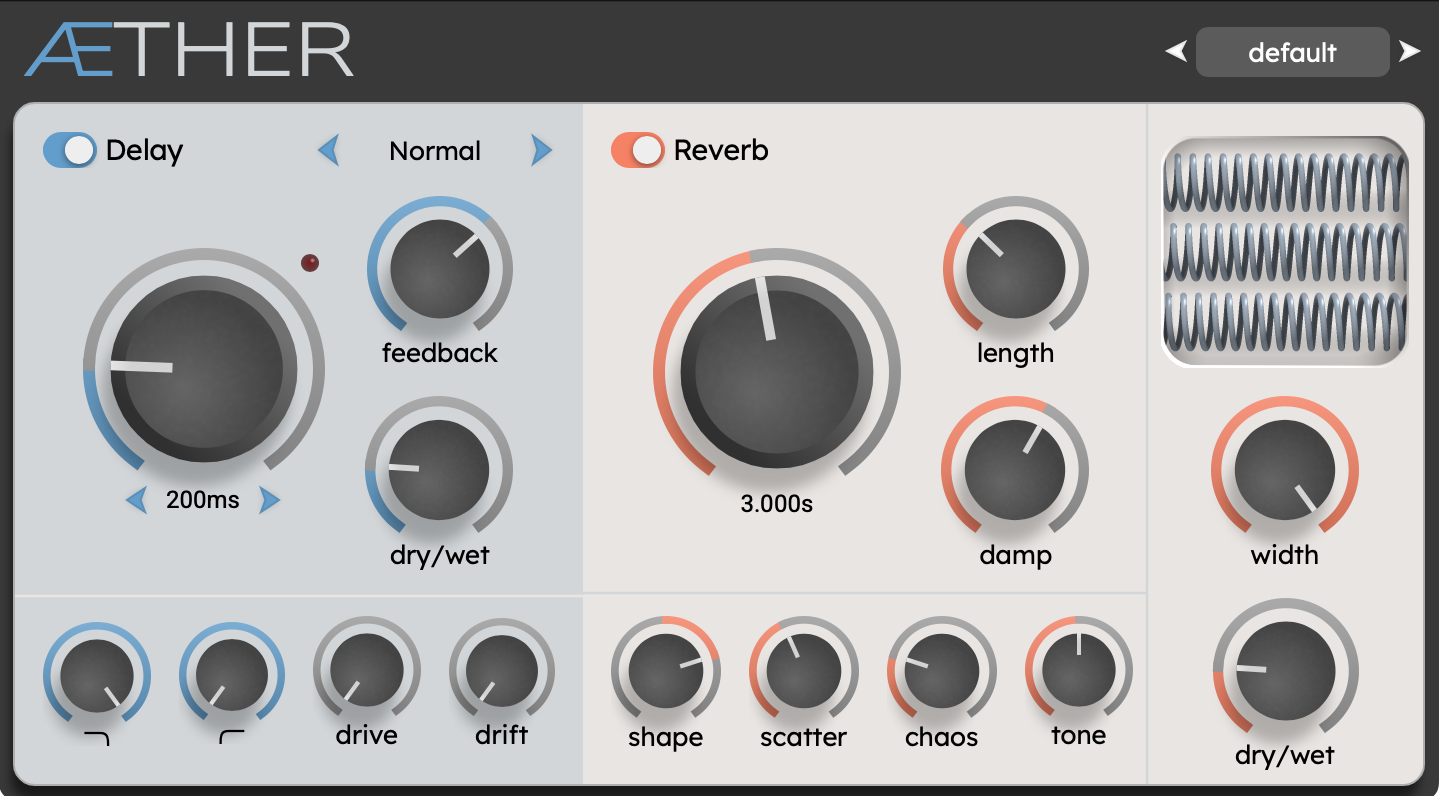 ÆTHER
default
Delay
Normal
Reverb
feedback
length
200ms
3.000s
dry/wet
damp
width
drive
drift
shape
scatter
chaos
tone
dry/wet